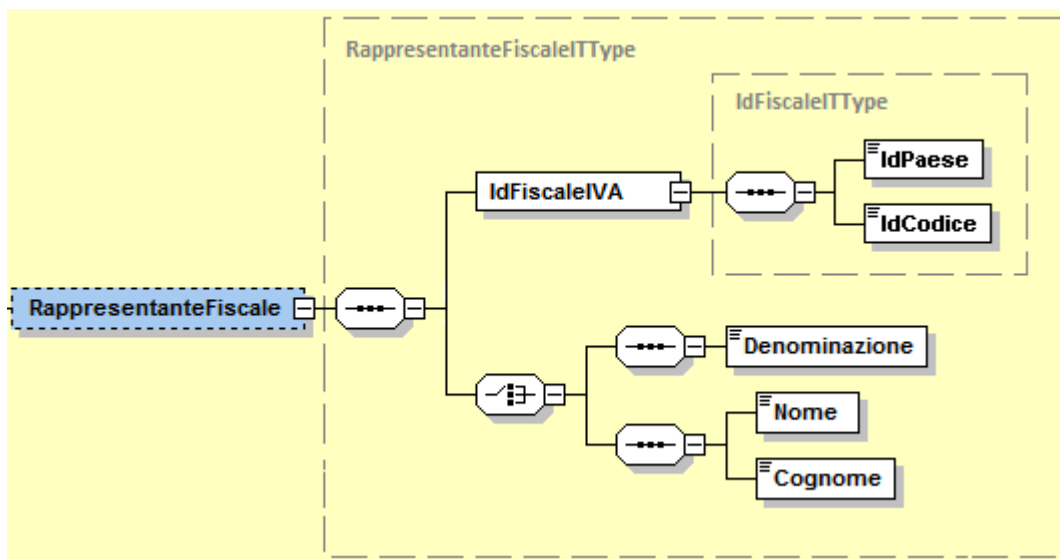 RappresentanteFiscaleITType
IdFiscaleITType
IdPaese
IdFiscaleIVA
IdCodice
RappresentanteFiscale
Denominazione
Nome
Cognome